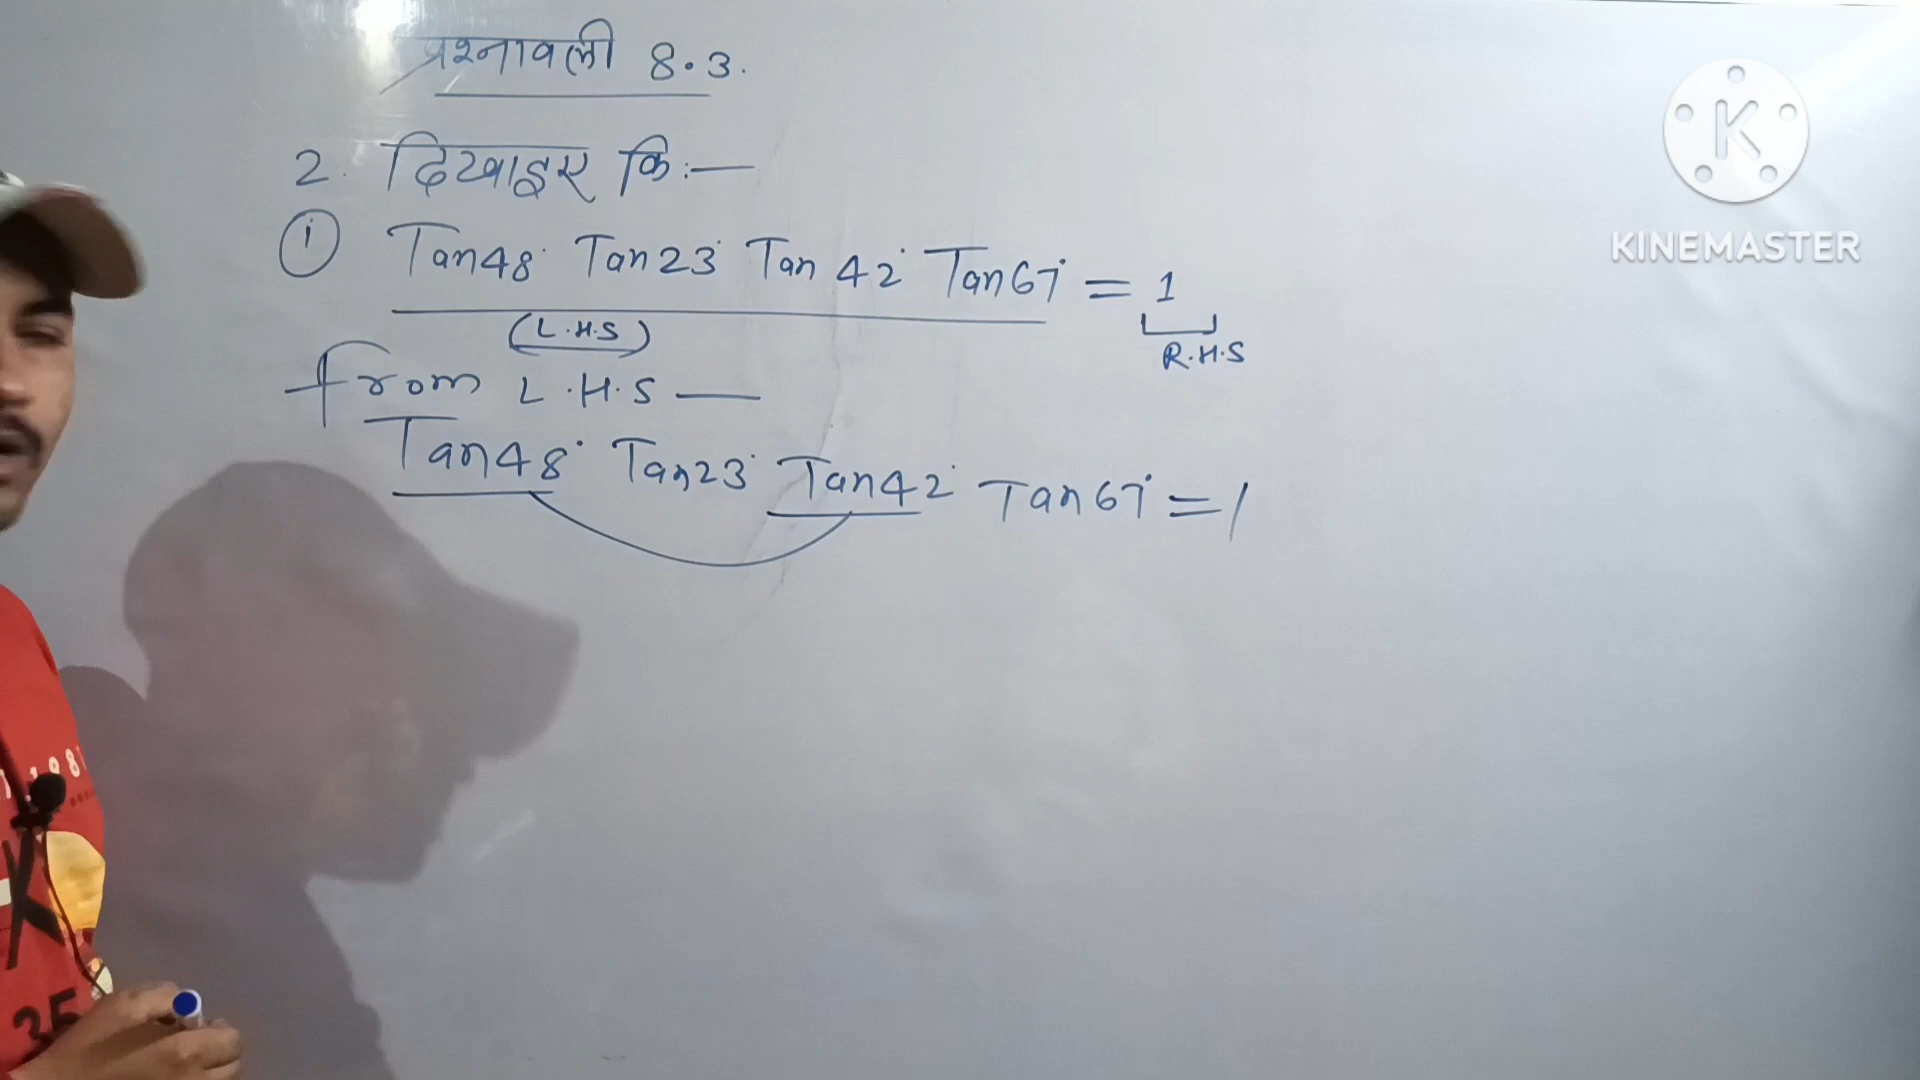 प्रश्नावली 8.3.
2. दिखाइए कि:—
(i) Tan48° Tan23° Tan 42° Tan67° = 1
(L.H.S)
R.H.S
from L.H.S —
Tan48° Tan23° Tan42° Tan67° = 1
KINEMASTER
35